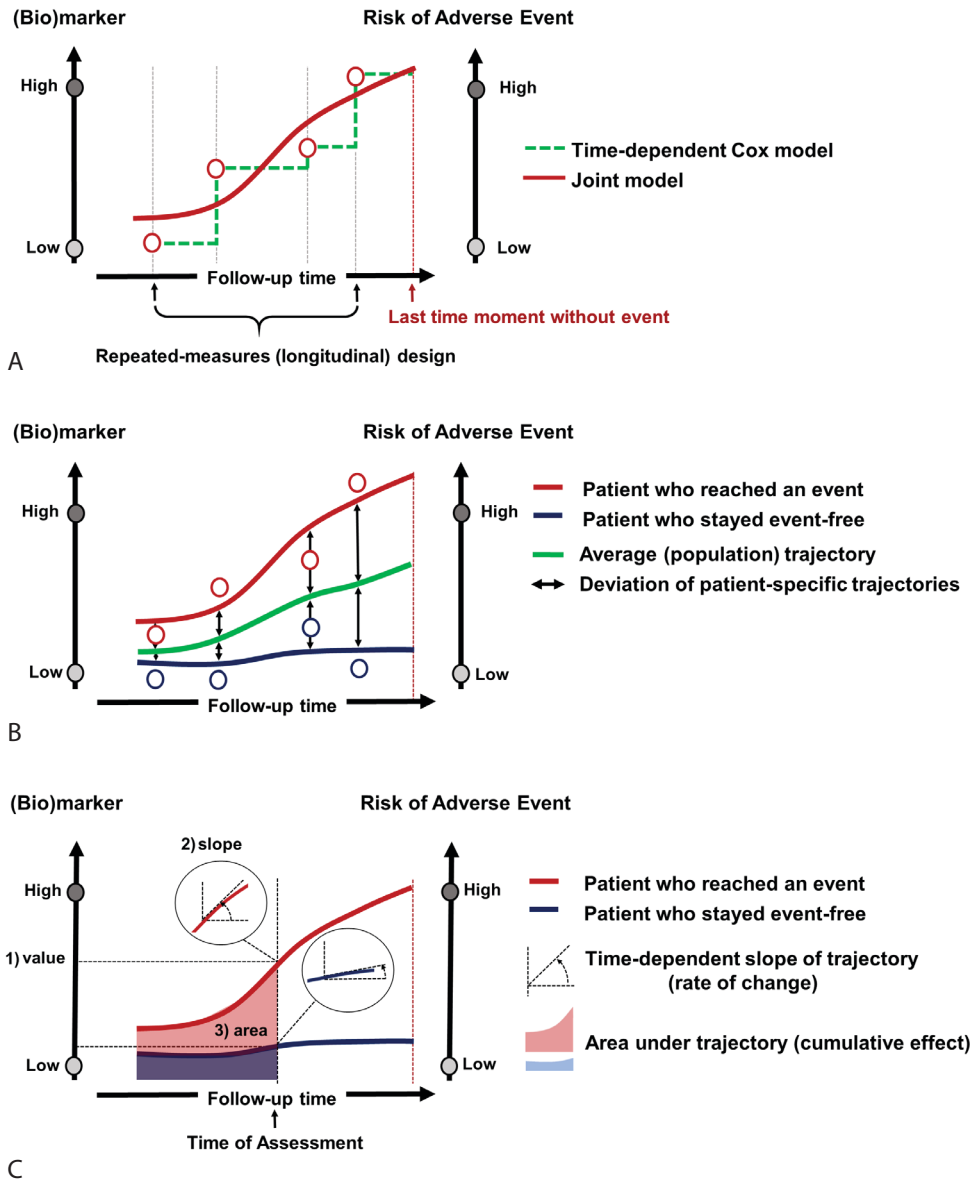 (Bio)marker
Risk of Adverse Event
High
High
Time-dependent Cox model
Joint model
Low
Low
Follow-up time
Last time moment without event
Repeated-measures (longitudinal) design
A
(Bio)marker
Risk of Adverse Event
High
High
Patient who reached an event
Patient who stayed event-free
Average (population) trajectory
Deviation of patient-specific trajectories
Low
Low
Follow-up time
B
(Bio)marker
Risk of Adverse Event
2) slope
High
High
Patient who reached an event
Patient who stayed event-free
1) value
Time-dependent slope of trajectory
(rate of change)
3) area
Area under trajectory (cumulative effect)
Low
Low
Follow-up time
Time of Assessment
C